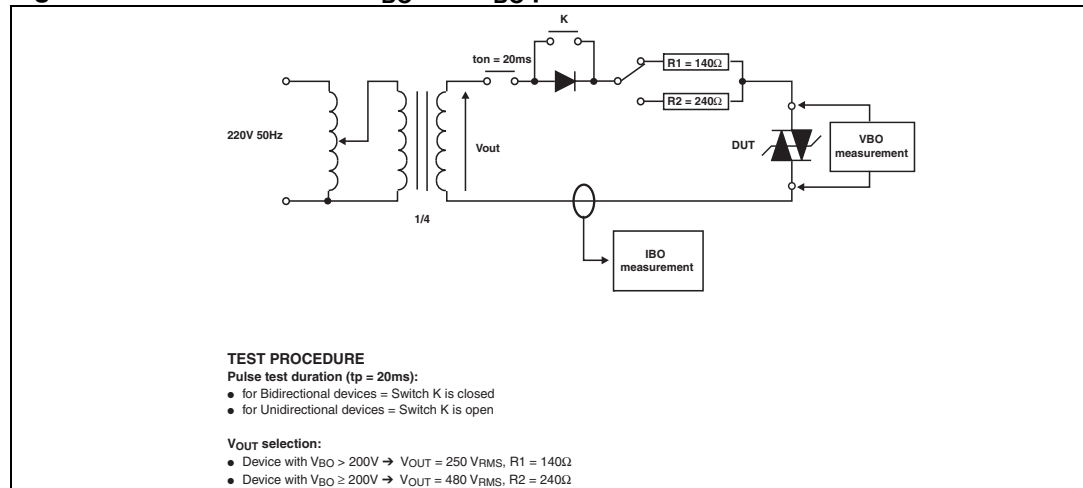 K
ton = 20ms
R1 = 140Ω
R2 = 240Ω
220V 50Hz
Vout
DUT
VBO
measurement
1/4
IBO
measurement
TEST PROCEDURE
Pulse test duration (tp = 20ms):
● for Bidirectional devices = Switch K is closed
● for Unidirectional devices = Switch K is open
VOUT selection:
● Device with VBO > 200V ➔ VOUT = 250 VRMS, R1 = 140Ω
● Device with VBO ≥ 200V ➔ VOUT = 480 VRMS, R2 = 240Ω